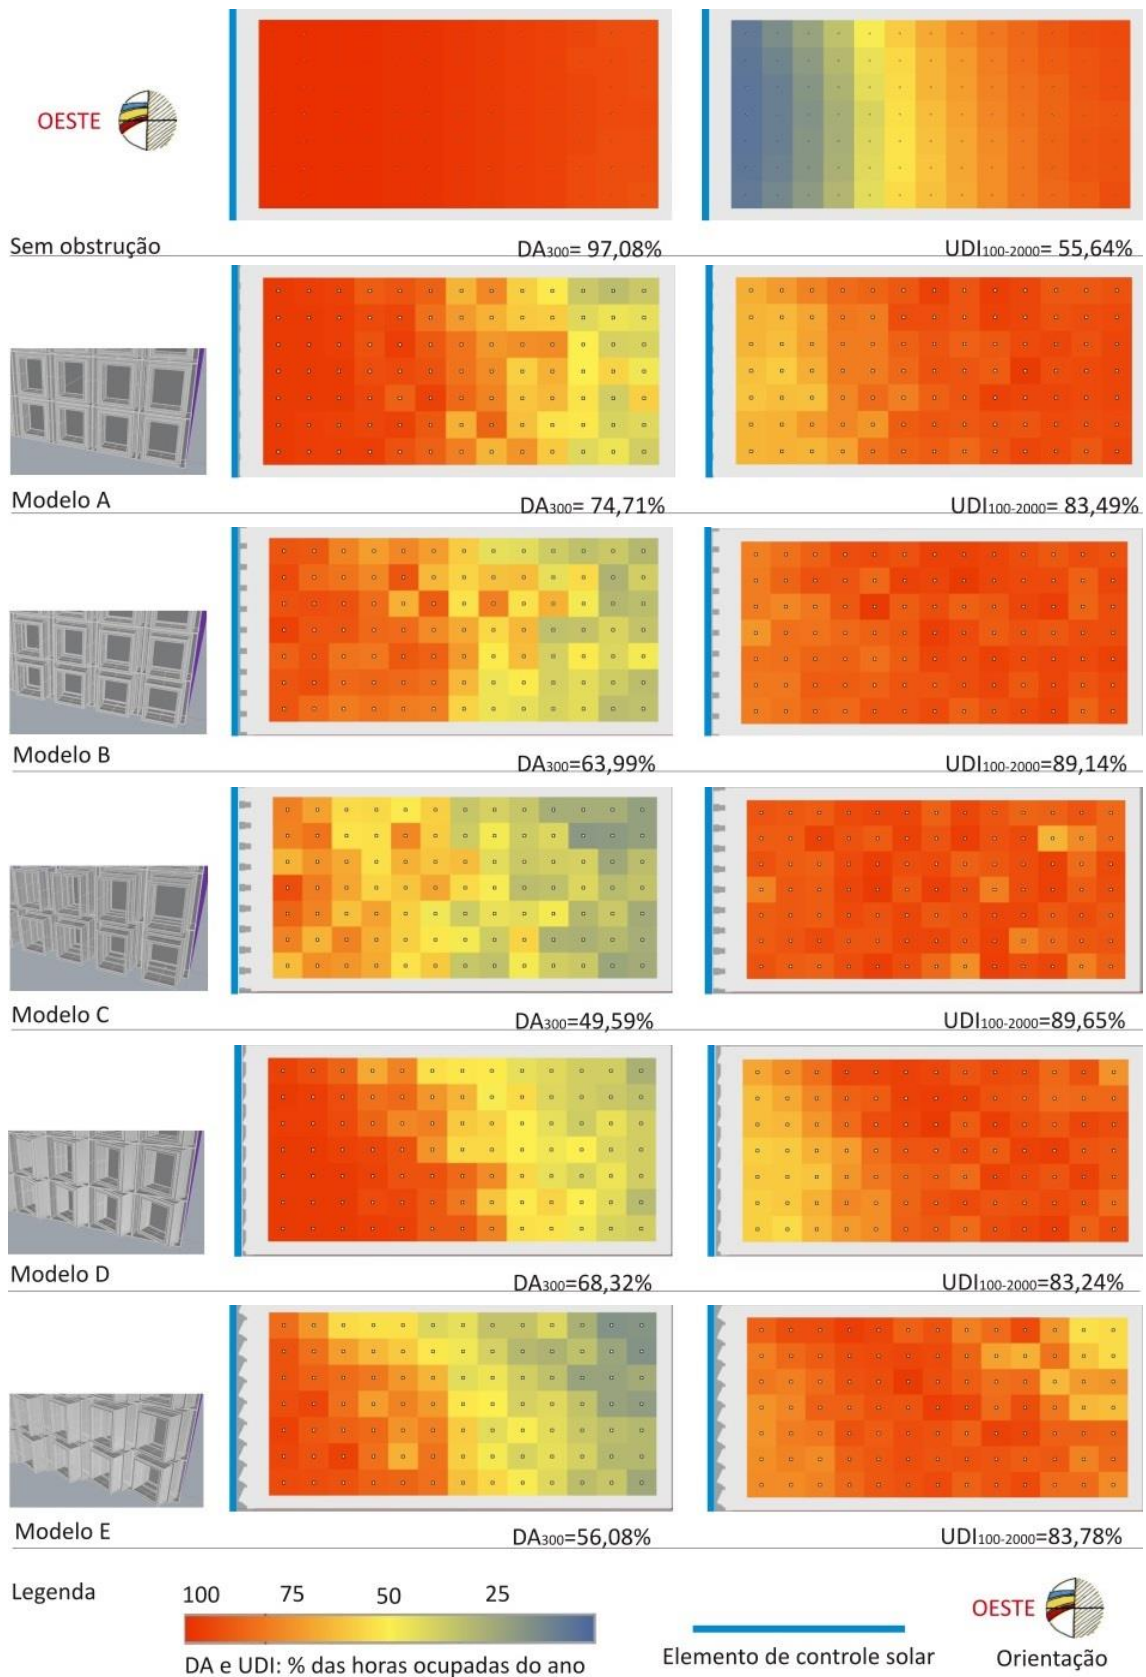 OESTE
Sem obstrução DA300= 97,08% UDI100-2000= 55,64%
Modelo A DA300= 74,71% UDI100-2000= 83,49%
Modelo B DA300=63,99% UDI100-2000=89,14%
Modelo C DA300=49,59% UDI100-2000=89,65%
Modelo D DA300=68,32% UDI100-2000=83,24%
Modelo E DA300=56,08% UDI100-2000=83,78%
Legenda 100 75 50 25 OESTE
DA e UDI: % das horas ocupadas do ano Elemento de controle solar Orientação